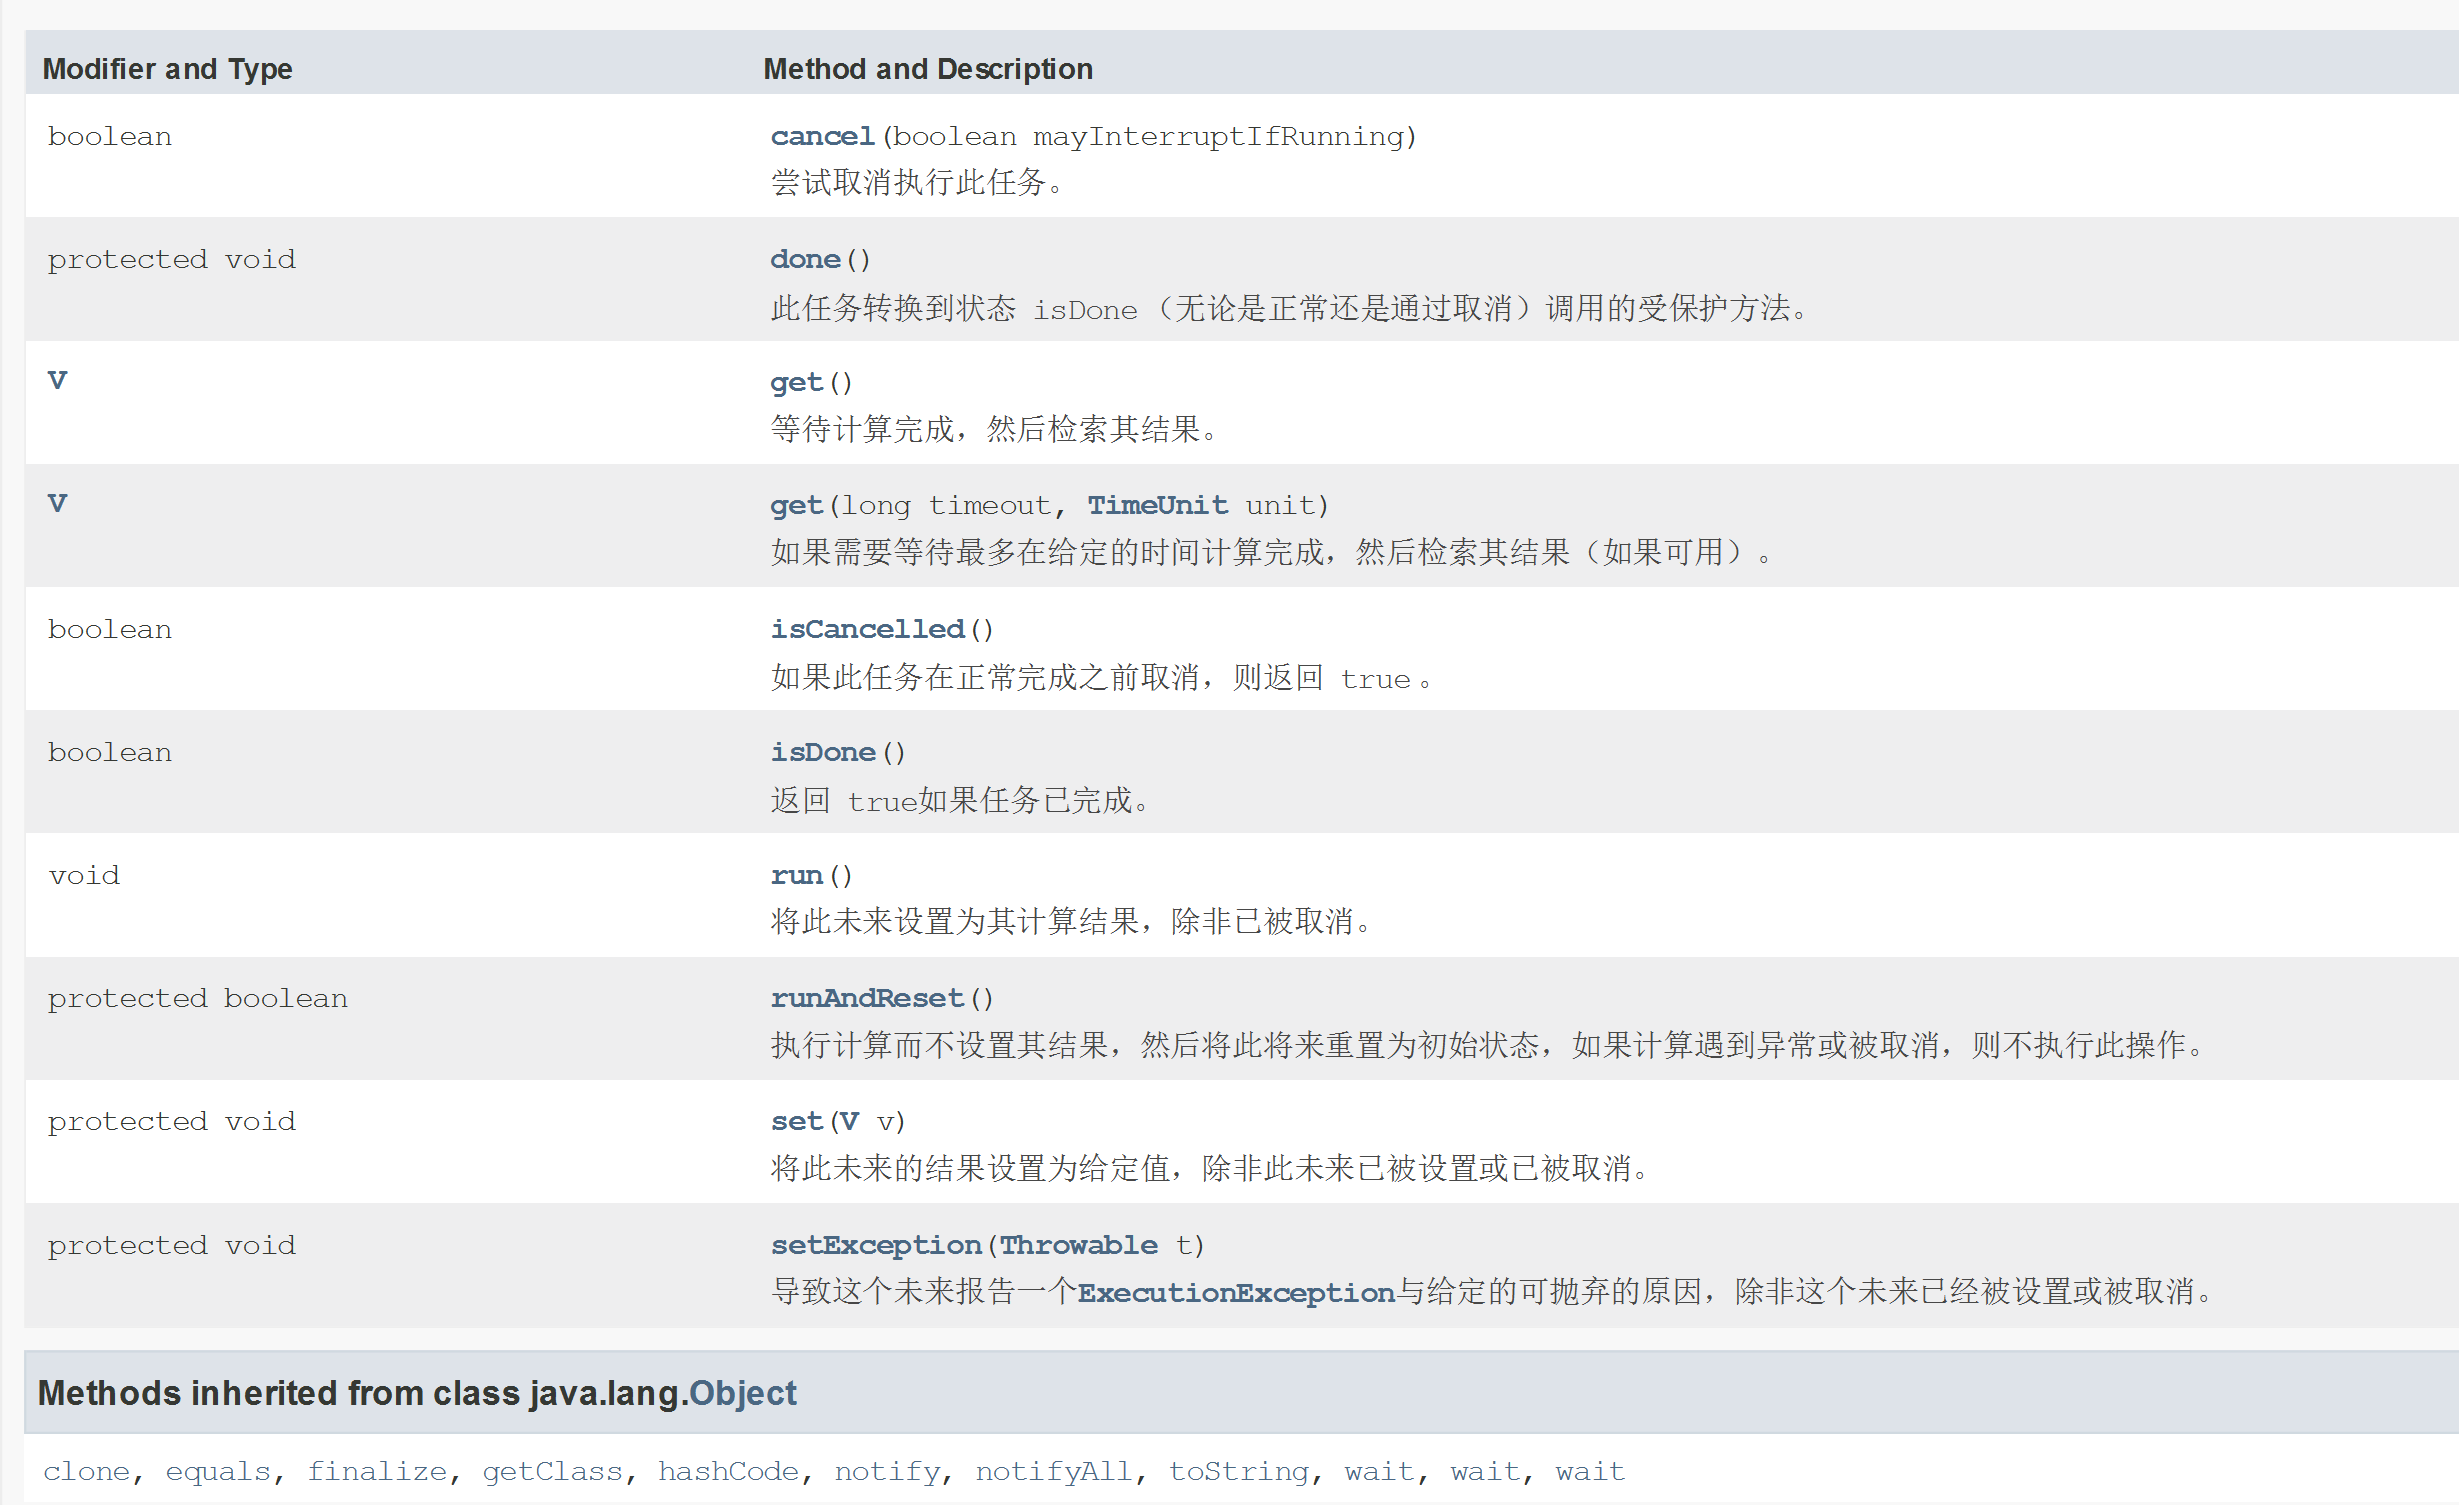 Modifier and Type Method and Description
boolean cancel(boolean mayInterruptIfRunning)
尝试取消执行此任务。
protected void done()
此任务转换到状态 isDone（无论是正常还是通过取消）调用的受保护方法。
V get()
等待计算完成，然后检索其结果。
V get(long timeout, TimeUnit unit)
如果需要等待最多在给定的时间计算完成，然后检索其结果（如果可用）。
boolean isCancelled()
如果此任务在正常完成之前取消，则返回 true 。
boolean isDone()
返回 true如果任务已完成。
void run()
将此未来设置为其计算结果，除非已被取消。
protected boolean runAndReset()
执行计算而不设置其结果，然后将此将来重置为初始状态，如果计算遇到异常或被取消，则不执行此操作。
protected void set(V v)
将此未来的结果设置为给定值，除非此未来已被设置或已被取消。
protected void setException(Throwable t)
导致这个未来报告一个ExecutionException与给定的可抛弃的原因，除非这个未来已经被设置或被取消。
Methods inherited from class java.lang.Object
clone, equals, finalize, getClass, hashCode, notify, notifyAll, toString, wait, wait, wait